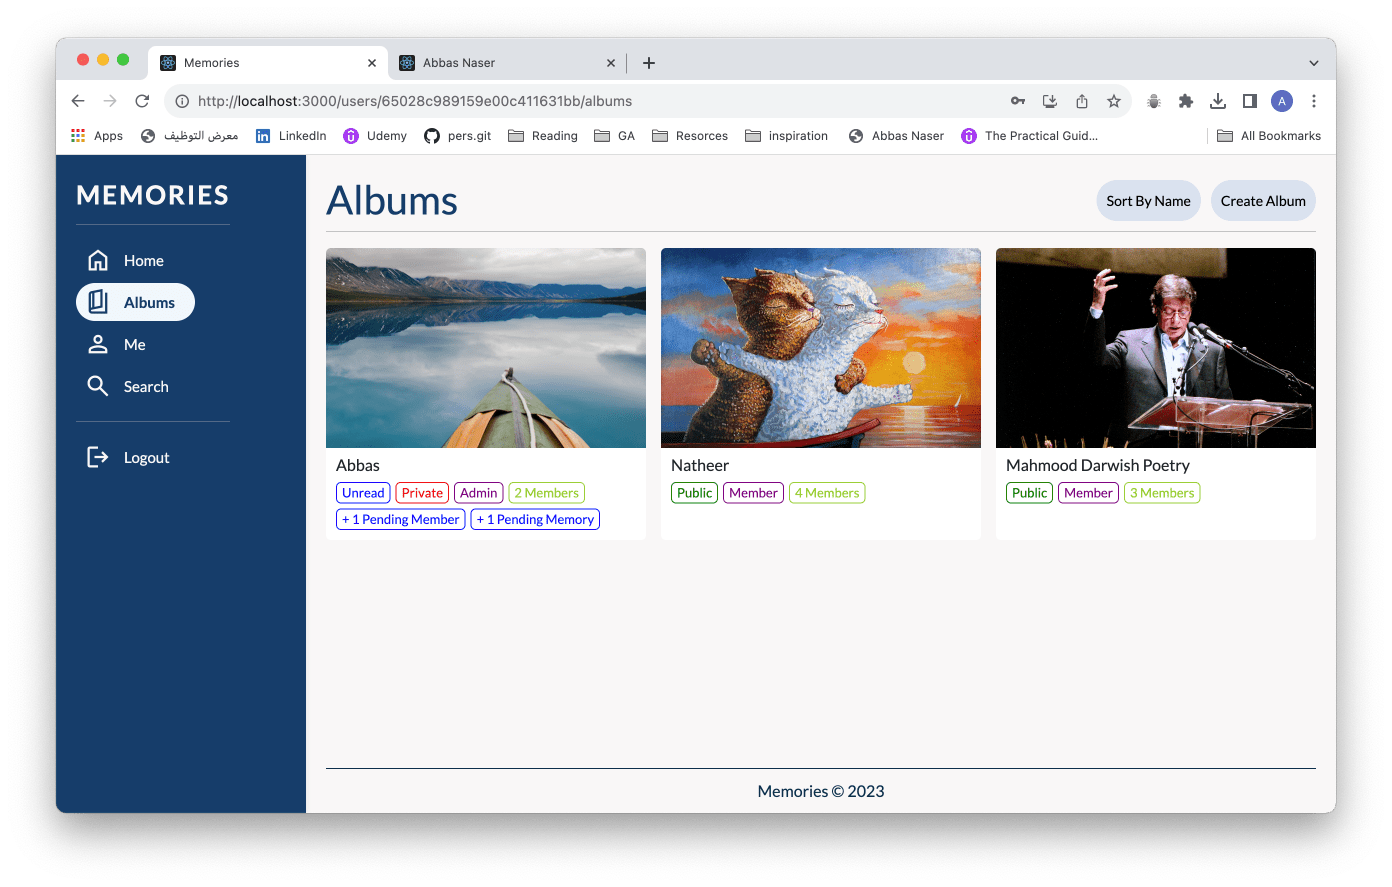 Memories
Abbas Naser
http://localhost:3000/users/65028c989159e00c411631bb/albums
A
Apps
معرض التوظيف
LinkedIn
Udemy
pers.git
Reading
GA
Resorces
inspiration
Abbas Naser
The Practical Guid...
All Bookmarks
MEMORIES
Home
Albums
Me
Search
Logout
Albums
Sort By Name
Create Album
Abbas
Unread Private Admin 2 Members
+ 1 Pending Member + 1 Pending Memory
Natheer
Public Member 4 Members
Mahmood Darwish Poetry
Public Member 3 Members
Memories © 2023